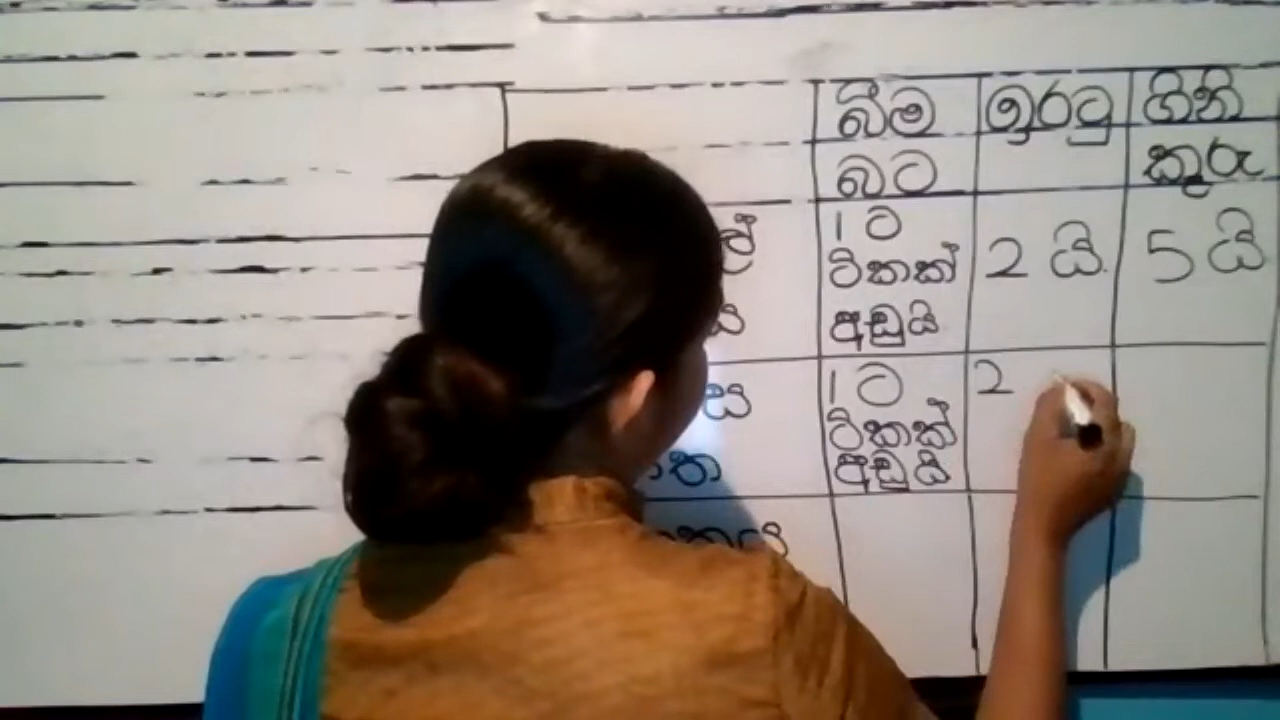 බීම ඉරටු ගිනි
බට කූරු
1 ට
ටිකක් 2 යි. 5 යි
අඩුයි
1 ට 2
ටිකක්
අඩුයි